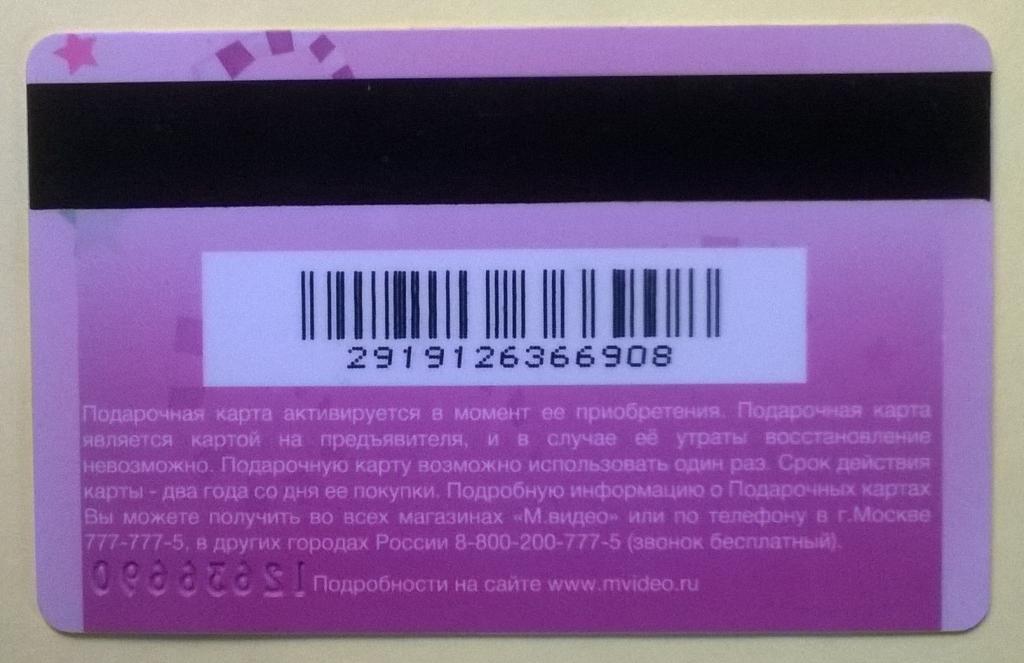 2919126366908
Подарочная карта активируется в момент ее приобретения. Подарочная карта
является картой на предъявителя, и в случае её утраты восстановление
невозможно. Подарочную карту возможно использовать один раз. Срок действия
карты - два года со дня ее покупки. Подробную информацию о Подарочных картах
Вы можете получить во всех магазинах «М.видео» или по телефону в г.Москве
777-777-5, в других городах России 8-800-200-777-5 (звонок бесплатный).
12636690 Подробности на сайте www.mvideo.ru